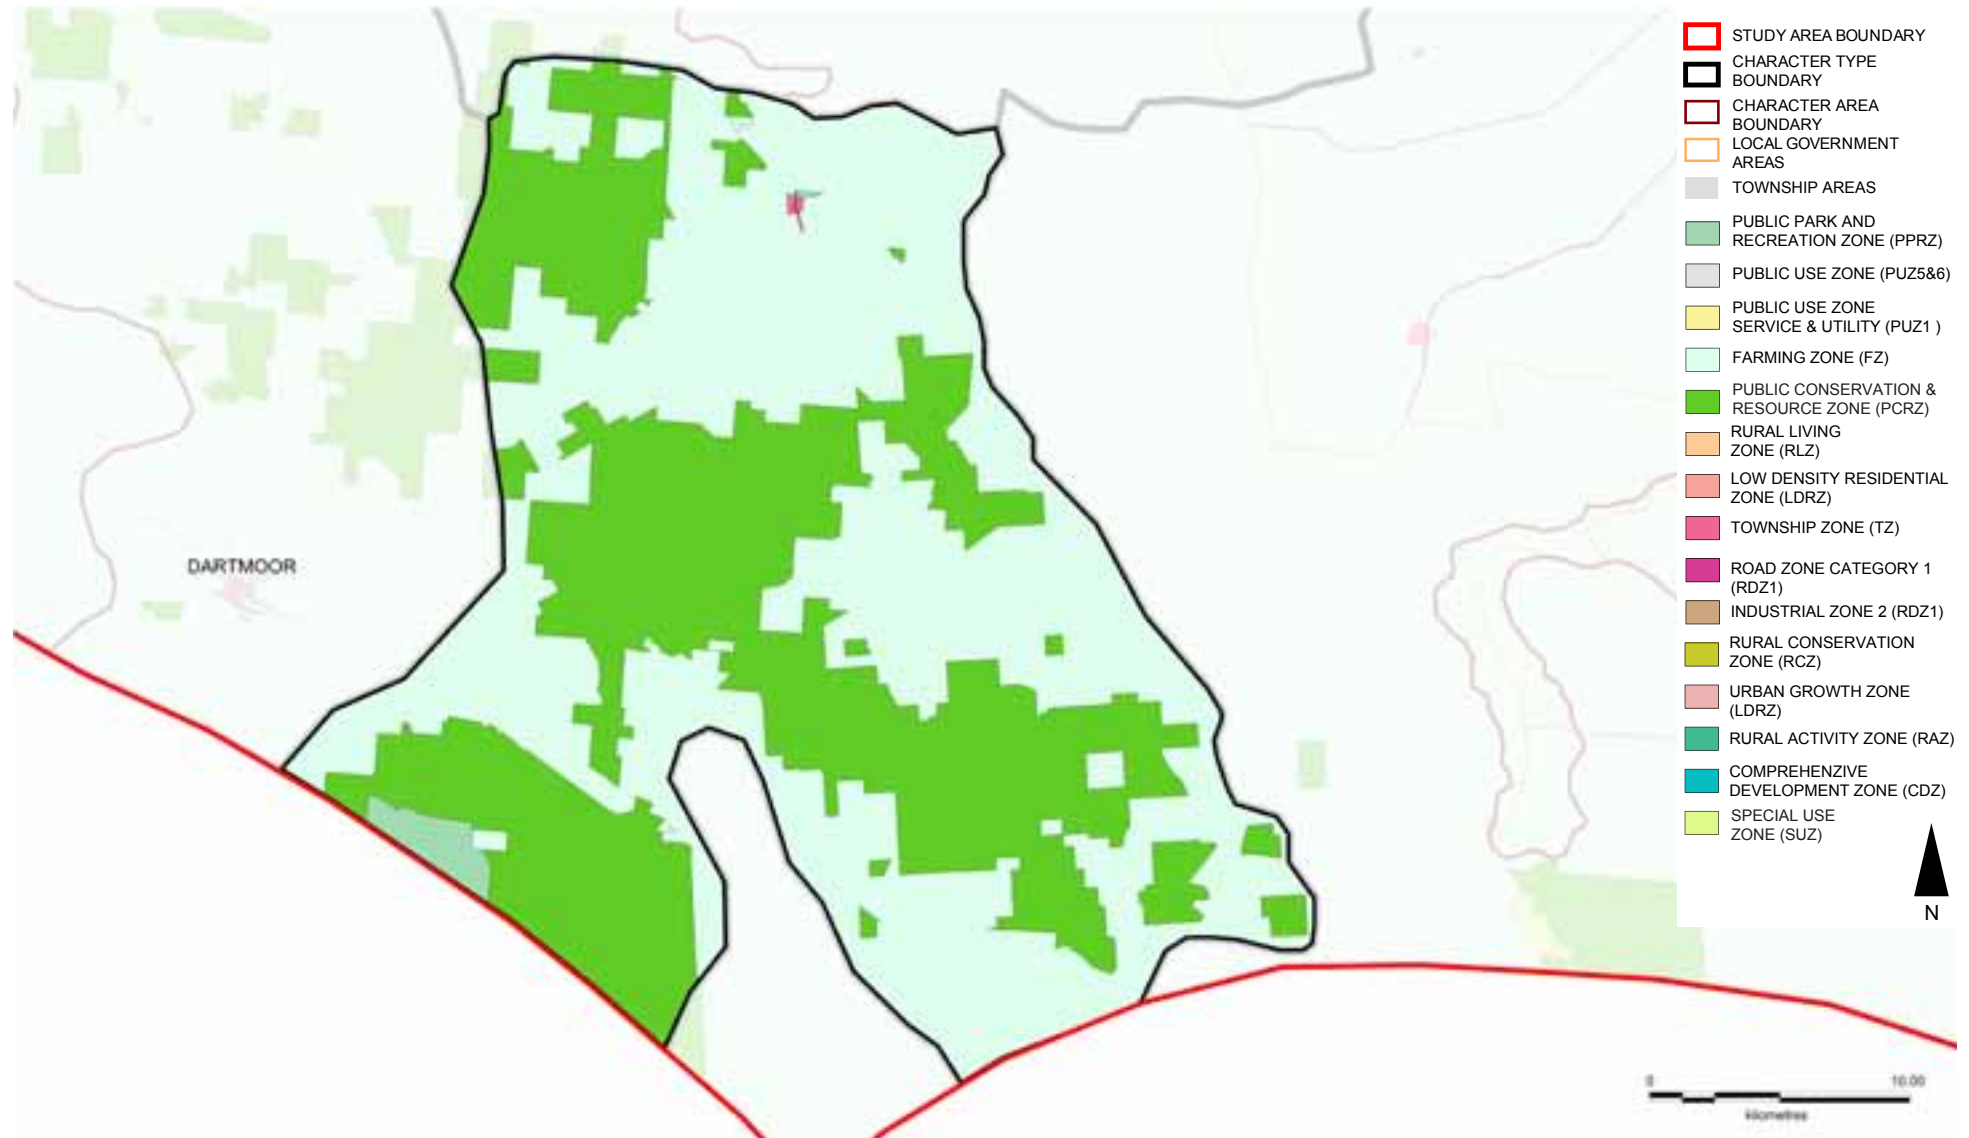 STUDY AREA BOUNDARY
CHARACTER TYPE
BOUNDARY
CHARACTER AREA
BOUNDARY
LOCAL GOVERNMENT
AREAS
TOWNSHIP AREAS
PUBLIC PARK AND
RECREATION ZONE (PPRZ)
PUBLIC USE ZONE (PUZ5&6)
PUBLIC USE ZONE
SERVICE & UTILITY (PUZ1 )
FARMING ZONE (FZ)
PUBLIC CONSERVATION &
RESOURCE ZONE (PCRZ)
RURAL LIVING
ZONE (RLZ)
LOW DENSITY RESIDENTIAL
ZONE (LDRZ)
TOWNSHIP ZONE (TZ)
ROAD ZONE CATEGORY 1
(RDZ1)
INDUSTRIAL ZONE 2 (RDZ1)
RURAL CONSERVATION
ZONE (RCZ)
URBAN GROWTH ZONE
(LDRZ)
RURAL ACTIVITY ZONE (RAZ)
COMPREHENZIVE
DEVELOPMENT ZONE (CDZ)
SPECIAL USE
ZONE (SUZ)
N
DARTMOOR
0 10.00
kilometres